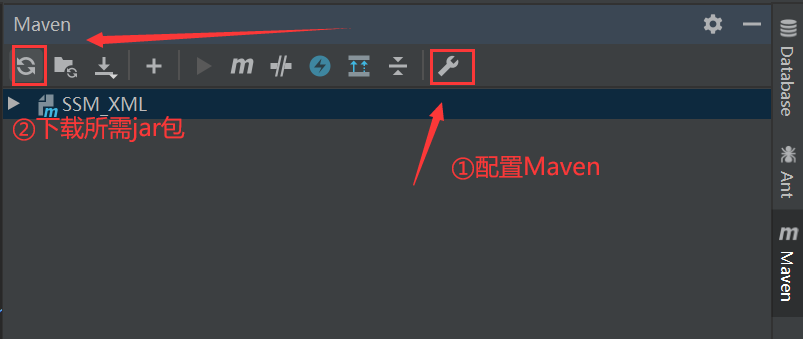 Maven
SSM_XML
②下载所需jar包
①配置Maven
Database
Ant
m
Maven